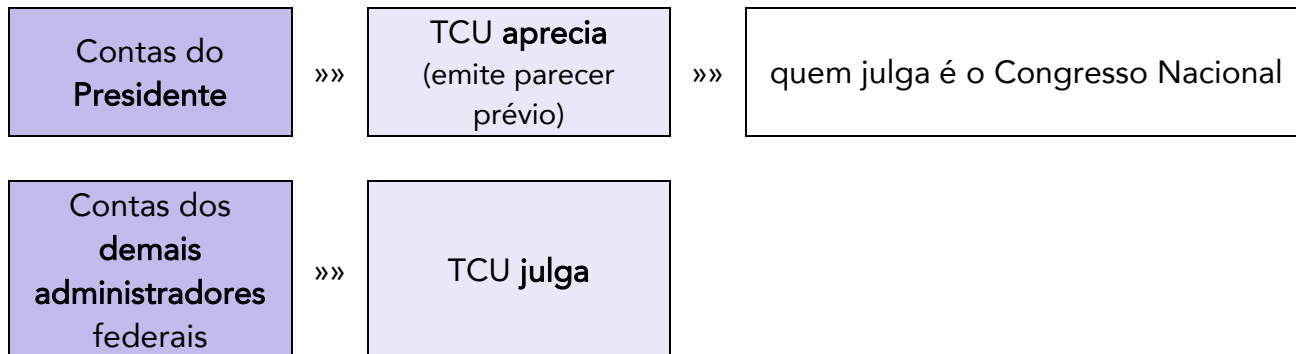 Contas do
Presidente
»»
TCU aprecia
(emite parecer
prévio)
»»
quem julga é o Congresso Nacional
Contas dos
demais
administradores
federais
»»
TCU julga